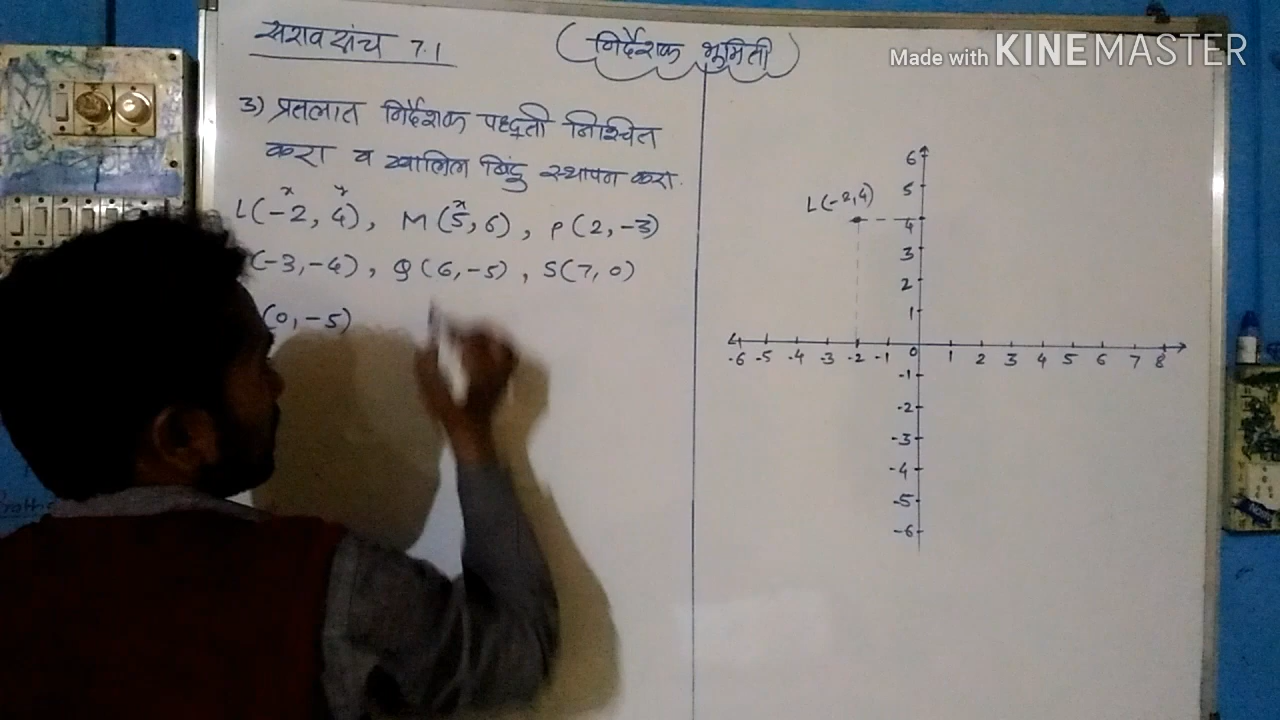 सरावसंच 7.1
(निर्देशक भूमिती)
3) प्रतलात निर्देशक पद्धती निश्चित
करा व खालिल बिंदु स्थापन करा.
x y x
L(-2, 4), M(5, 6), P(2, -3)
(-3, -4), Q(6, -5), S(7, 0)
(0, -5)
Made with KINEMASTER
6
5
L(-2,4)
4
3
2
1
-6 -5 -4 -3 -2 -1 0 1 2 3 4 5 6 7 8
-1
-2
-3
-4
-5
-6